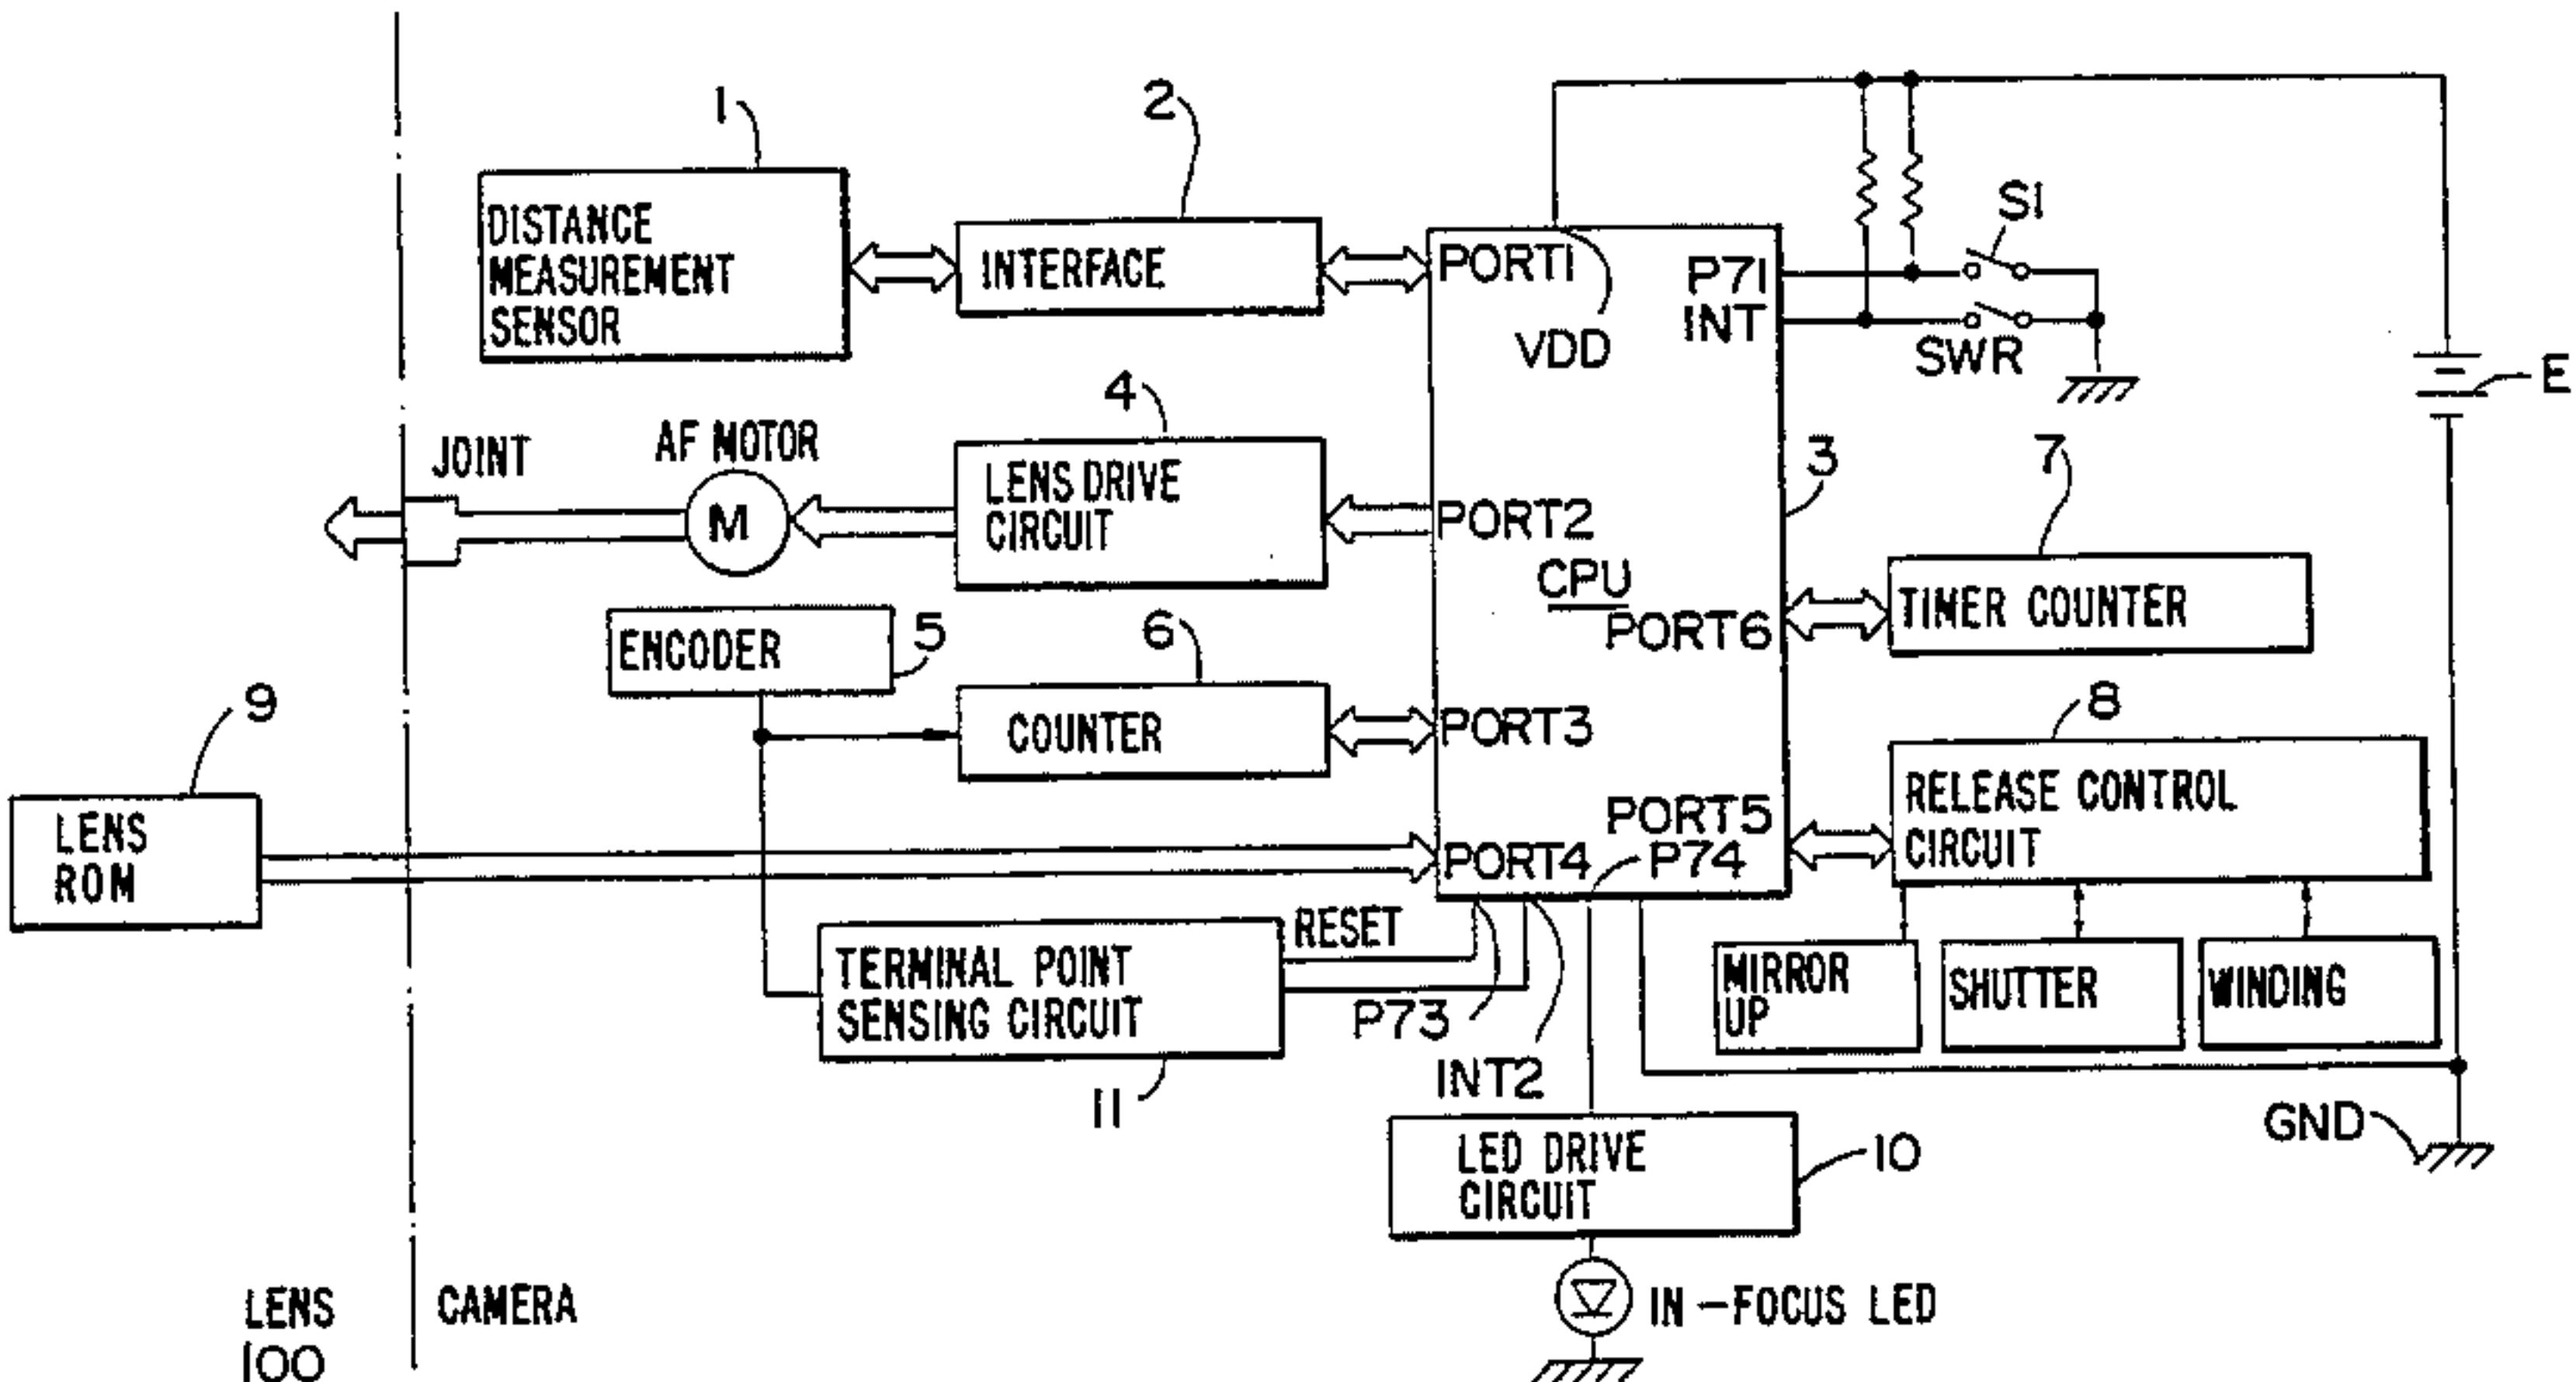 1
2
DISTANCE
MEASUREMENT
SENSOR
INTERFACE
PORT1
VDD
P71
INT
S1
SWR
E
JOINT
AF MOTOR
M
4
LENS DRIVE
CIRCUIT
PORT2
3
CPU
7
TIMER COUNTER
PORT6
ENCODER
5
6
COUNTER
PORT3
8
RELEASE CONTROL
CIRCUIT
PORT5
9
LENS
ROM
PORT4
P74
RESET
TERMINAL POINT
SENSING CIRCUIT
11
P73
INT2
MIRROR
UP
SHUTTER
WINDING
GND
LED DRIVE
CIRCUIT
10
IN-FOCUS LED
LENS
100
CAMERA